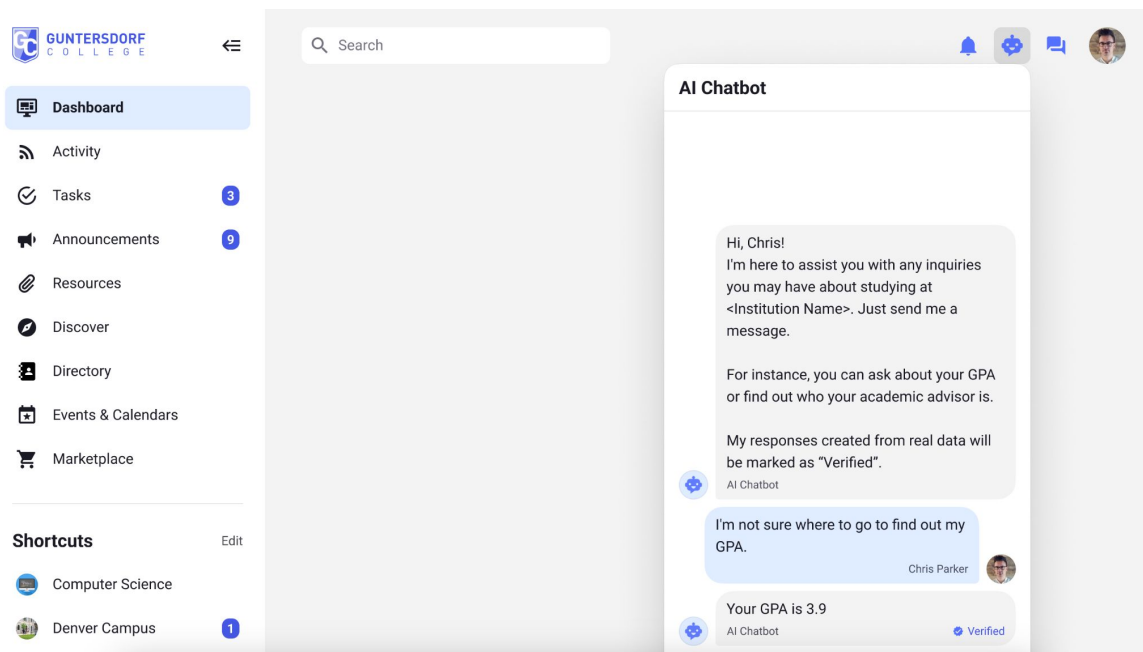 GUNTERSDORF
COLLEGE
Search
Dashboard
Activity
Tasks
3
Announcements
9
Resources
Discover
Directory
Events & Calendars
Marketplace
Shortcuts
Edit
Computer Science
Denver Campus
1
AI Chatbot
Hi, Chris!
I'm here to assist you with any inquiries
you may have about studying at
<Institution Name>. Just send me a
message.
For instance, you can ask about your GPA
or find out who your academic advisor is.
My responses created from real data will
be marked as “Verified”.
AI Chatbot
I'm not sure where to go to find out my
GPA.
Chris Parker
Your GPA is 3.9
AI Chatbot
Verified